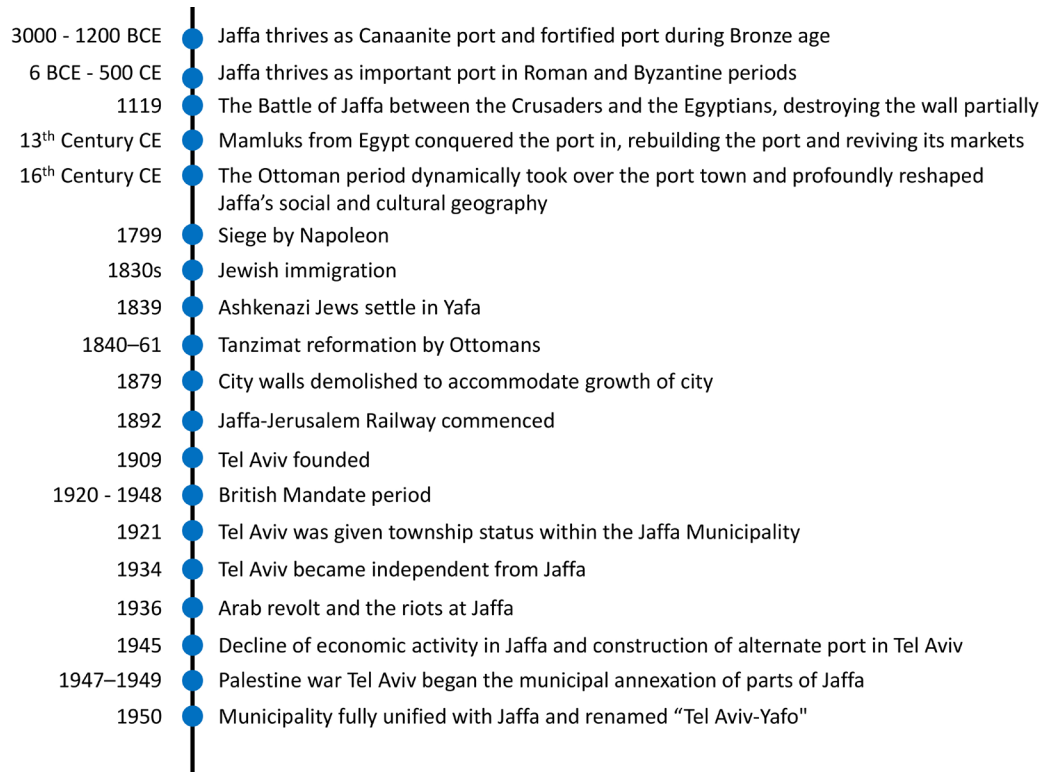 3000 - 1200 BCE Jaffa thrives as Canaanite port and fortified port during Bronze age
6 BCE - 500 CE Jaffa thrives as important port in Roman and Byzantine periods
1119 The Battle of Jaffa between the Crusaders and the Egyptians, destroying the wall partially
13th Century CE Mamluks from Egypt conquered the port in, rebuilding the port and reviving its markets
16th Century CE The Ottoman period dynamically took over the port town and profoundly reshaped
Jaffa's social and cultural geography
1799 Siege by Napoleon
1830s Jewish immigration
1839 Ashkenazi Jews settle in Yafa
1840–61 Tanzimat reformation by Ottomans
1879 City walls demolished to accommodate growth of city
1892 Jaffa-Jerusalem Railway commenced
1909 Tel Aviv founded
1920 - 1948 British Mandate period
1921 Tel Aviv was given township status within the Jaffa Municipality
1934 Tel Aviv became independent from Jaffa
1936 Arab revolt and the riots at Jaffa
1945 Decline of economic activity in Jaffa and construction of alternate port in Tel Aviv
1947–1949 Palestine war Tel Aviv began the municipal annexation of parts of Jaffa
1950 Municipality fully unified with Jaffa and renamed “Tel Aviv-Yafo"